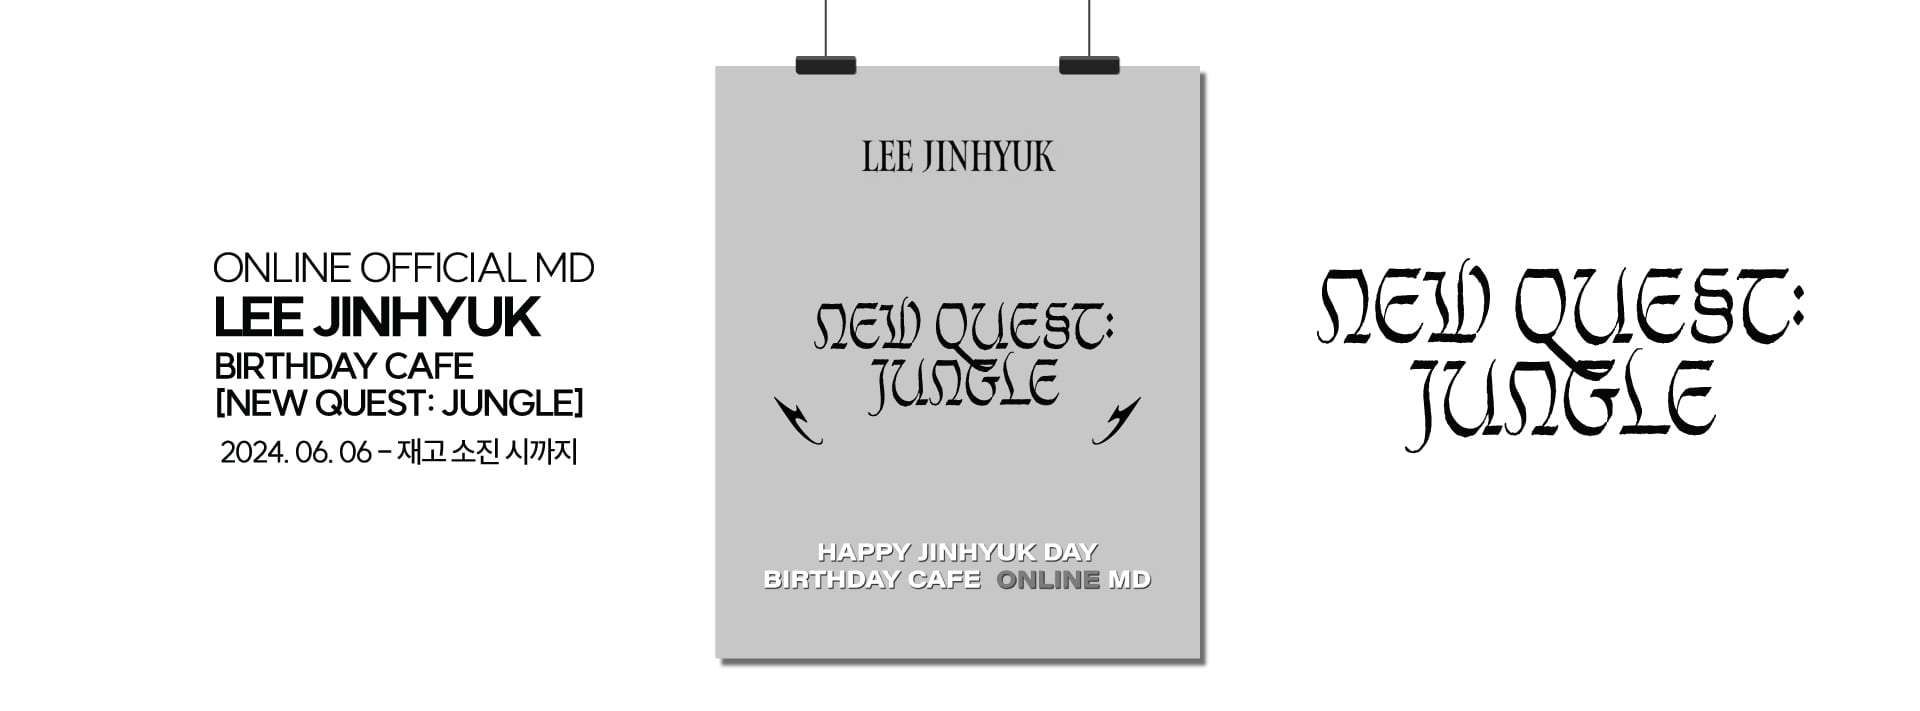 ONLINE OFFICIAL MD
LEE JINHYUK
BIRTHDAY CAFE
[NEW QUEST: JUNGLE]
2024. 06. 06 – 재고 소진 시까지
LEE JINHYUK
NEW QUEST:
JUNGLE
HAPPY JINHYUK DAY
BIRTHDAY CAFE ONLINE MD
NEW QUEST:
JUNGLE